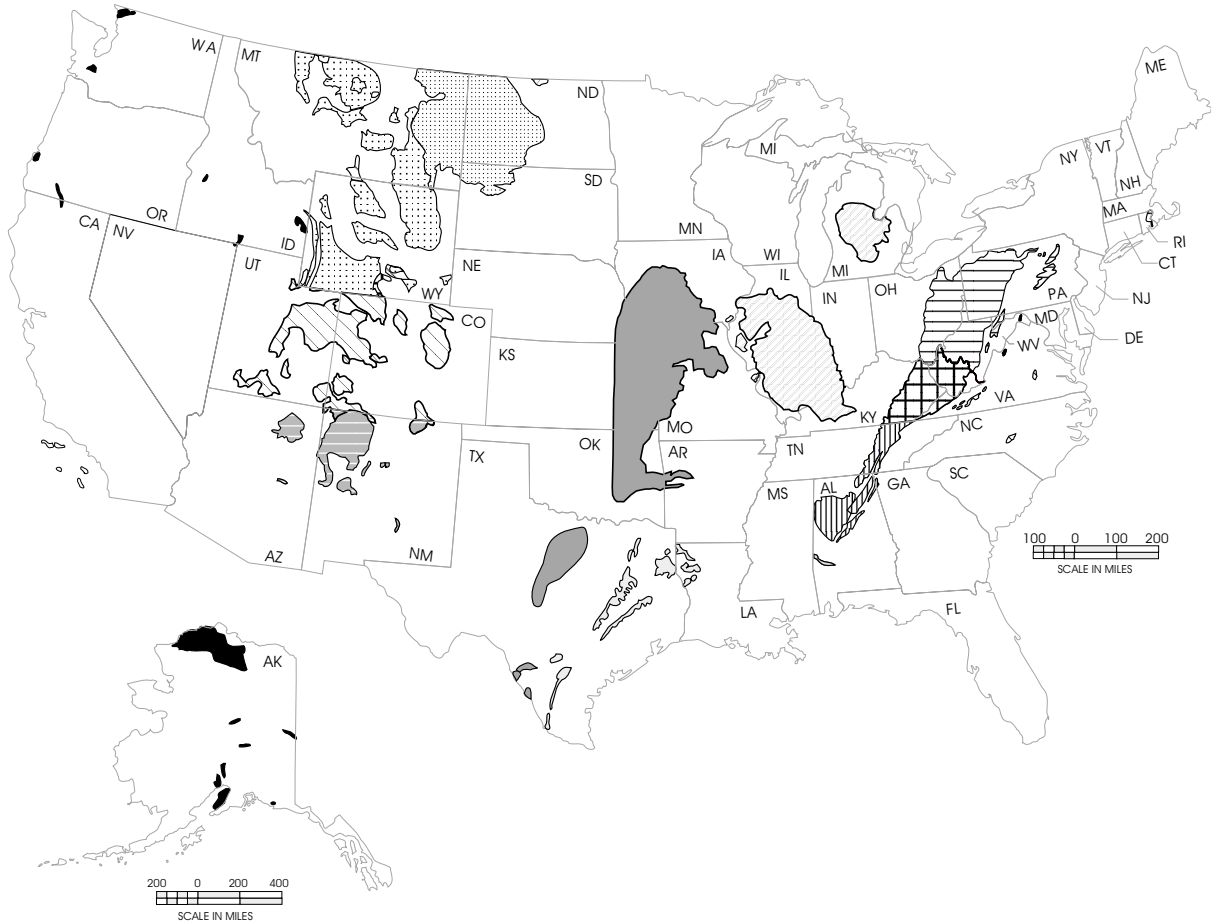 WA
MT
ND
ME
MI
NY
VT
NH
SD
MA
OR
CA
NV
ID
MN
RI
UT
NE
IA
WI
CT
WY
IL
MI
IN
OH
PA
NJ
CO
MD
DE
KS
WV
VA
KY
NC
MO
OK
TN
AR
TX
SC
MS
AL
GA
AZ
NM
100 0 100 200
SCALE IN MILES
LA
FL
AK
200 0 200 400
SCALE IN MILES